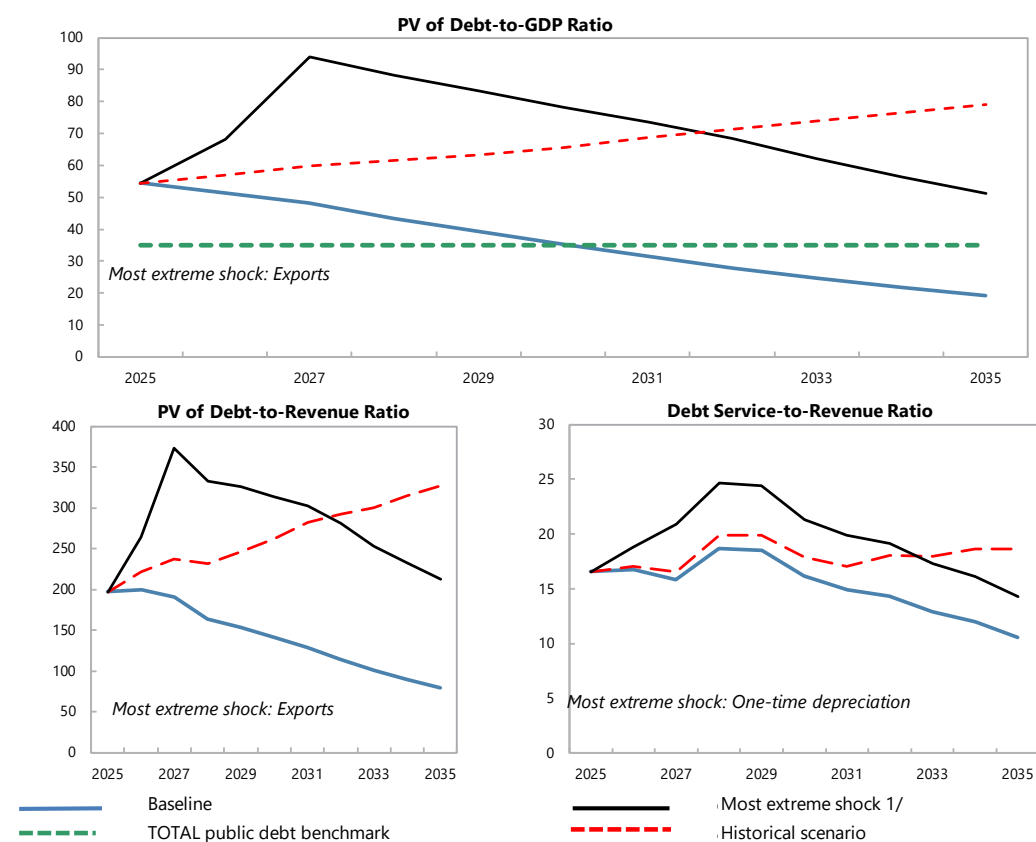 PV of Debt-to-GDP Ratio
100
90
80
70
60
50
40
30
20
10
0
Most extreme shock: Exports
2025 2027 2029 2031 2033 2035
PV of Debt-to-Revenue Ratio
400
350
300
250
200
150
100
50
0
Most extreme shock: Exports
2025 2027 2029 2031 2033 2035
Debt Service-to-Revenue Ratio
30
25
20
15
10
5
0
Most extreme shock: One-time depreciation
2025 2027 2029 2031 2033 2035
Baseline
TOTAL public debt benchmark
Most extreme shock 1/
Historical scenario